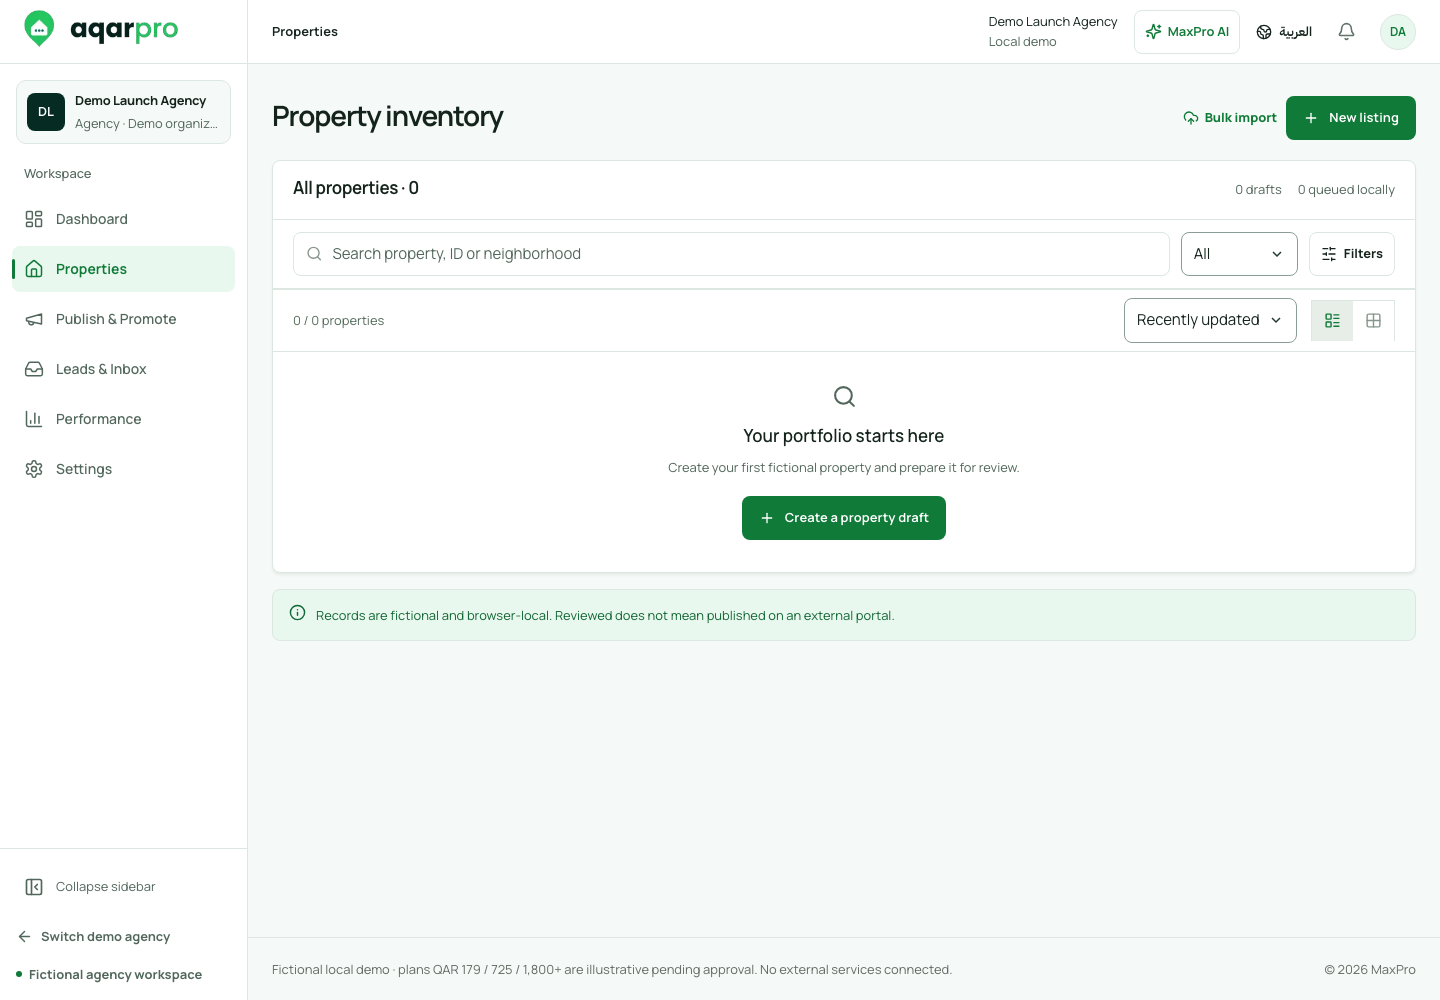 aqarpro
Properties
Demo Launch Agency
Local demo
MaxPro AI
العربية
DA
DL
Demo Launch Agency
Agency · Demo organiz…
Workspace
Dashboard
Properties
Publish & Promote
Leads & Inbox
Performance
Settings
Collapse sidebar
Switch demo agency
Fictional agency workspace
Property inventory
Bulk import
New listing
All properties · 0
0 drafts
0 queued locally
Search property, ID or neighborhood
All
Filters
0 / 0 properties
Recently updated
Your portfolio starts here
Create your first fictional property and prepare it for review.
Create a property draft
Records are fictional and browser-local. Reviewed does not mean published on an external portal.
Fictional local demo · plans QAR 179 / 725 / 1,800+ are illustrative pending approval. No external services connected.
© 2026 MaxPro